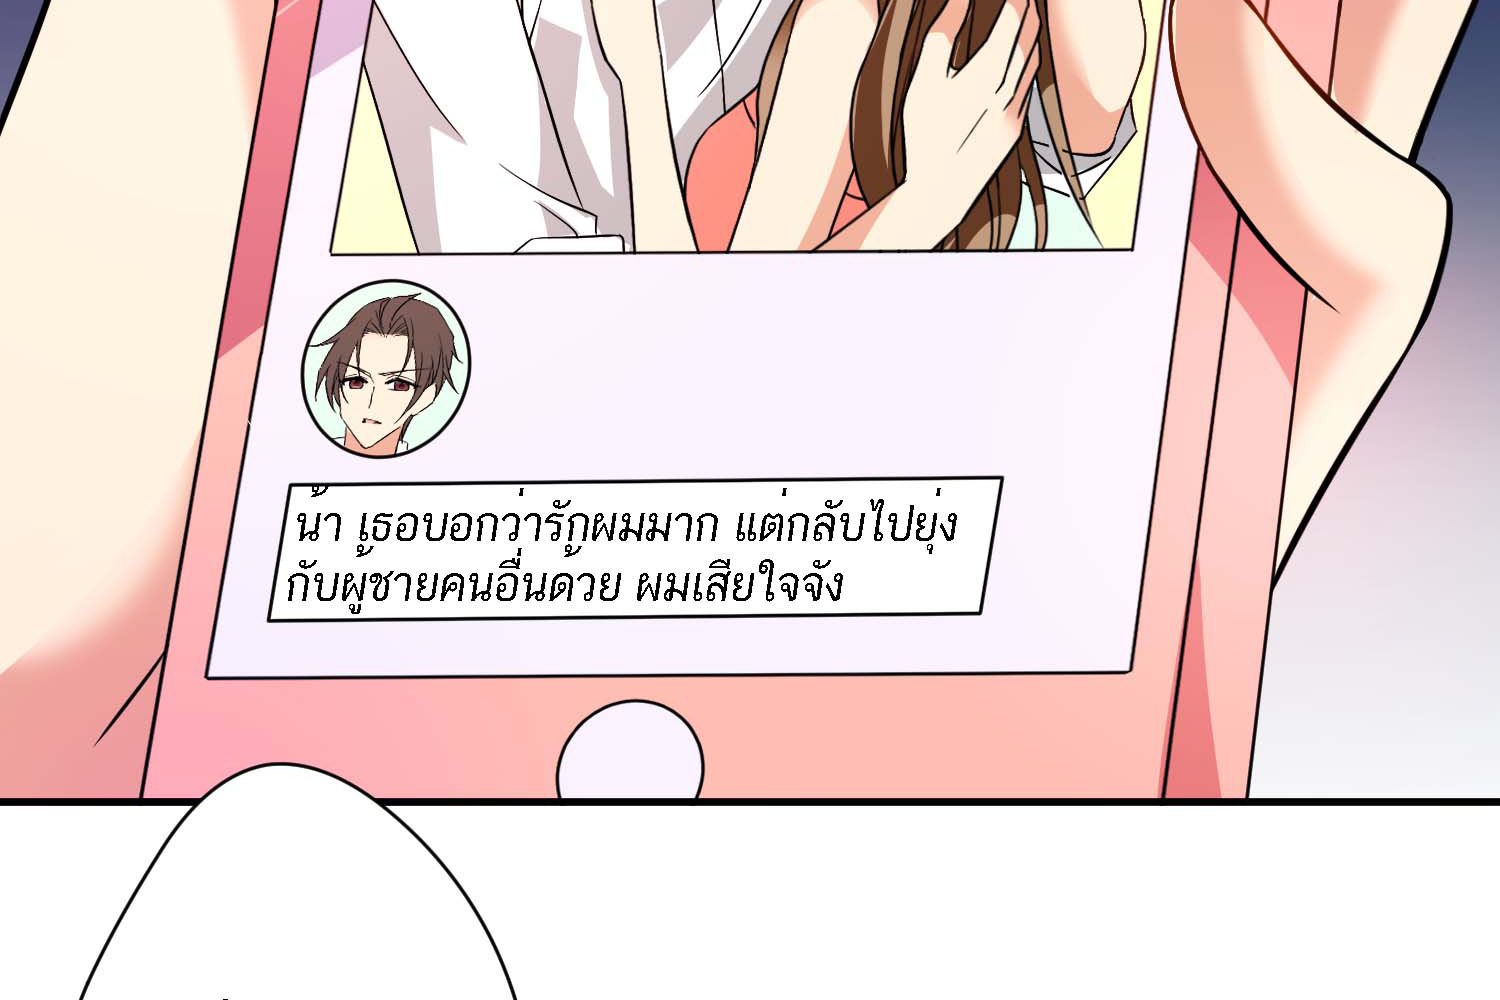 น้า เธอบอกว่ารักผมมาก แต่กลับไปยุ่ง
กับผู้ชายคนอื่นด้วย ผมเสียใจจัง